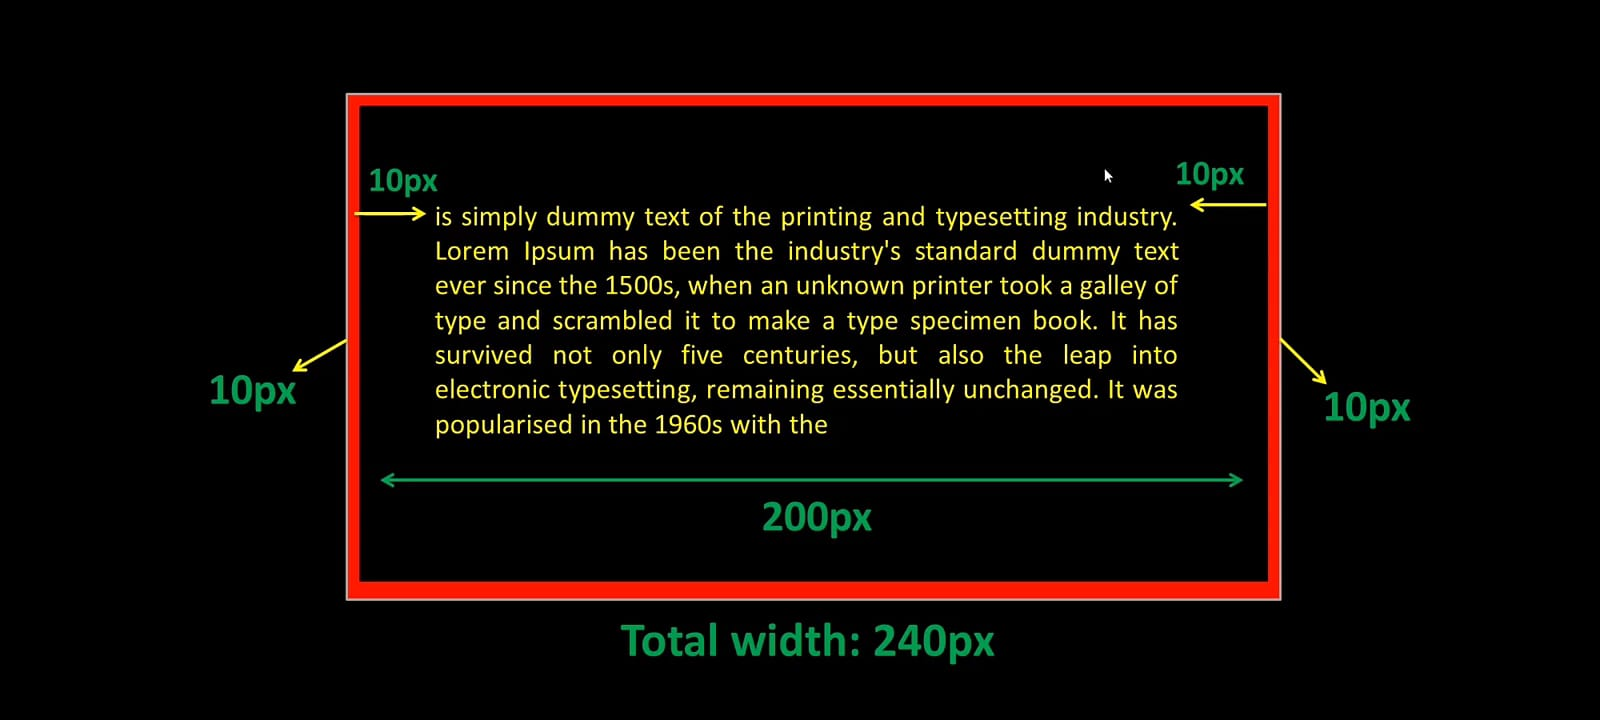 10px
10px
is simply dummy text of the printing and typesetting industry.
Lorem Ipsum has been the industry's standard dummy text
ever since the 1500s, when an unknown printer took a galley of
type and scrambled it to make a type specimen book. It has
survived not only five centuries, but also the leap into
electronic typesetting, remaining essentially unchanged. It was
popularised in the 1960s with the
10px
10px
200px
Total width: 240px